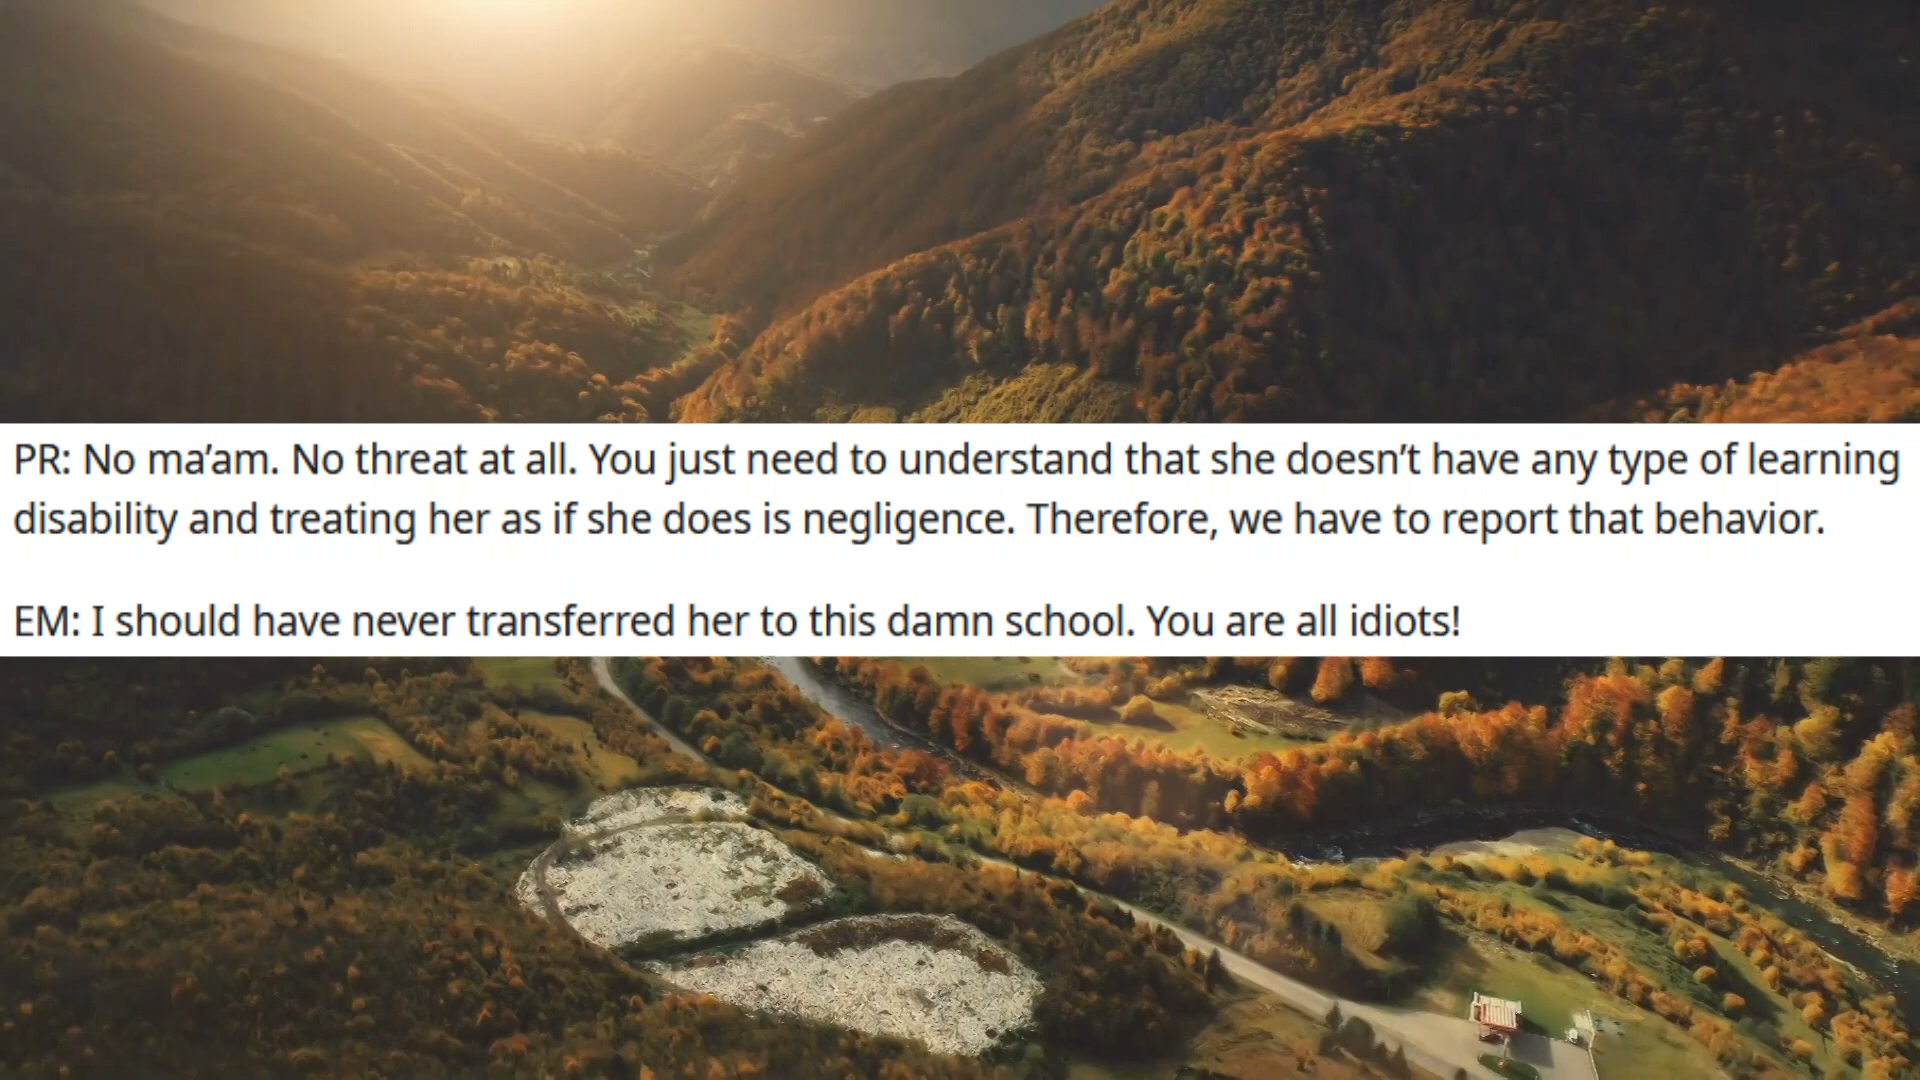 PR: No ma’am. No threat at all. You just need to understand that she doesn’t have any type of learning
disability and treating her as if she does is negligence. Therefore, we have to report that behavior.
EM: I should have never transferred her to this damn school. You are all idiots!